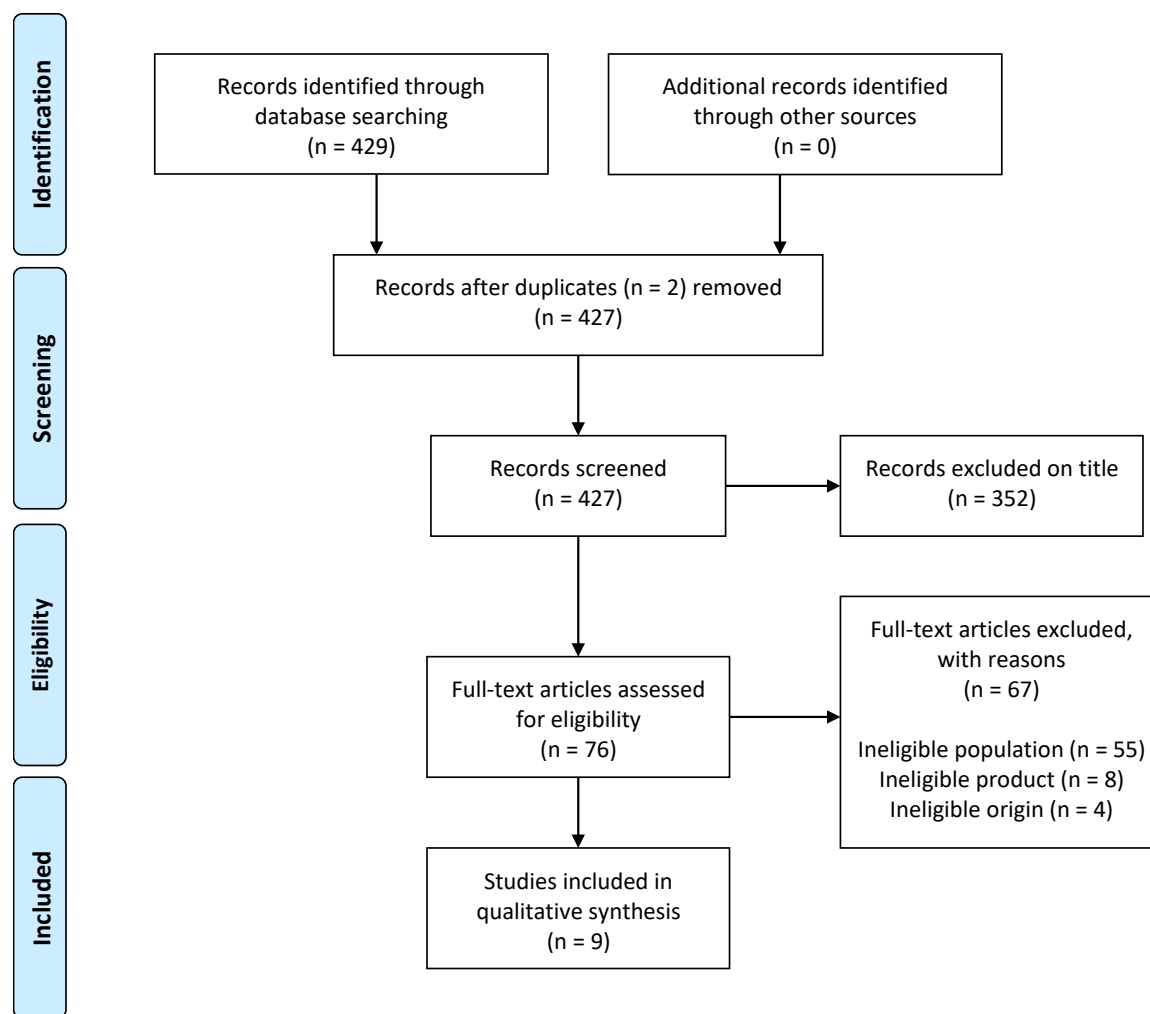 Identification
Records identified through
database searching
(n = 429)
Additional records identified
through other sources
(n = 0)
Screening
Records after duplicates (n = 2) removed
(n = 427)
Records screened
(n = 427)
Records excluded on title
(n = 352)
Eligibility
Full-text articles assessed
for eligibility
(n = 76)
Full-text articles excluded,
with reasons
(n = 67)
Ineligible population (n = 55)
Ineligible product (n = 8)
Ineligible origin (n = 4)
Included
Studies included in
qualitative synthesis
(n = 9)